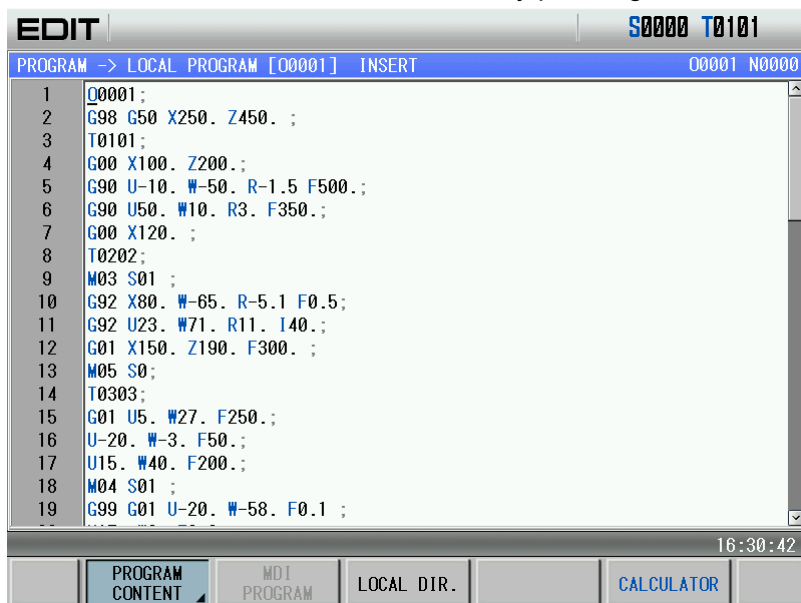 EDIT S0000 T0101
PROGRAM -> LOCAL PROGRAM [O0001] INSERT O0001 N0000
1 O0001;
2 G98 G50 X250. Z450. ;
3 T0101;
4 G00 X100. Z200.;
5 G90 U-10. W-50. R-1.5 F500.;
6 G90 U50. W10. R3. F350.;
7 G00 X120. ;
8 T0202;
9 M03 S01 ;
10 G92 X80. W-65. R-5.1 F0.5;
11 G92 U23. W71. R11. I40.;
12 G01 X150. Z190. F300. ;
13 M05 S0;
14 T0303;
15 G01 U5. W27. F250.;
16 U-20. W-3. F50.;
17 U15. W40. F200.;
18 M04 S01 ;
19 G99 G01 U-20. W-58. F0.1 ;
16:30:42
PROGRAM CONTENT
MDI PROGRAM
LOCAL DIR.
CALCULATOR